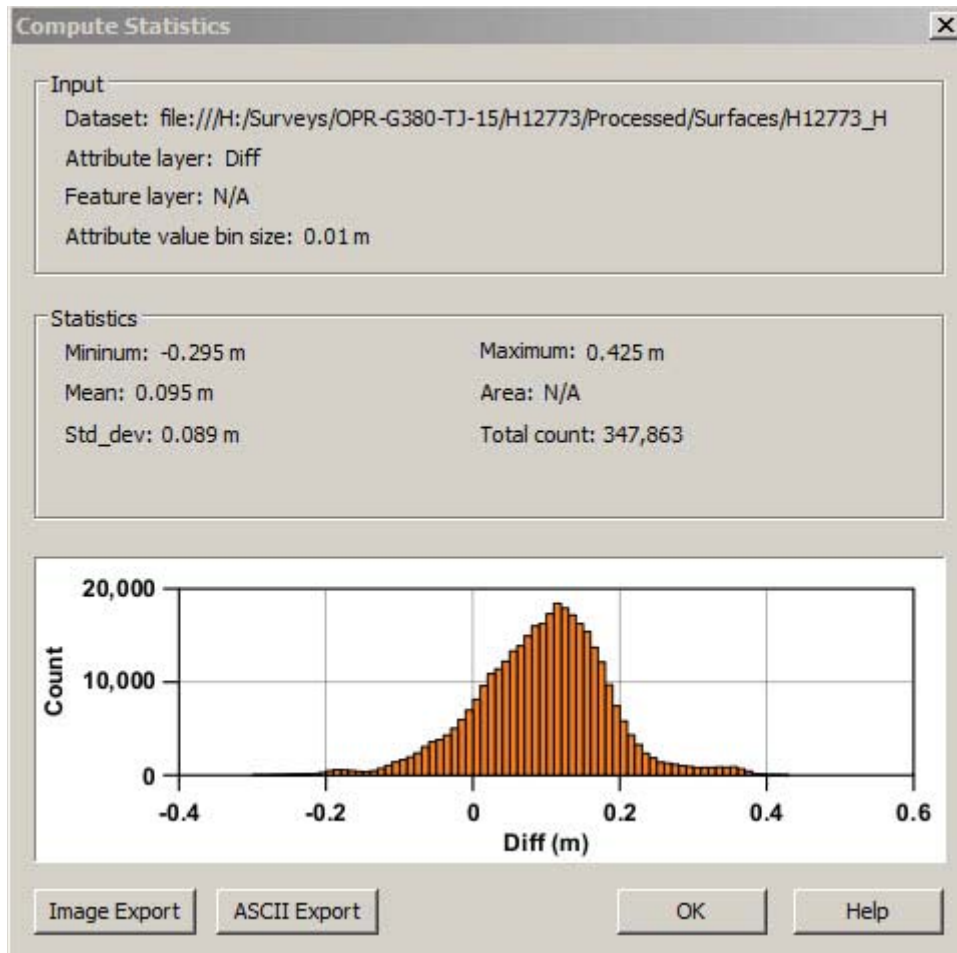 Compute Statistics
Input
Dataset: file:///H:/Surveys/OPR-G380-TJ-15/H12773/Processed/Surfaces/H12773_H
Attribute layer: Diff
Feature layer: N/A
Attribute value bin size: 0.01 m
Statistics
Mininum: -0.295 m
Maximum: 0.425 m
Mean: 0.095 m
Area: N/A
Std_dev: 0.089 m
Total count: 347,863
20,000
10,000
0
Count
-0.4 -0.2 0 0.2 0.4 0.6
Diff (m)
Image Export
ASCII Export
OK
Help